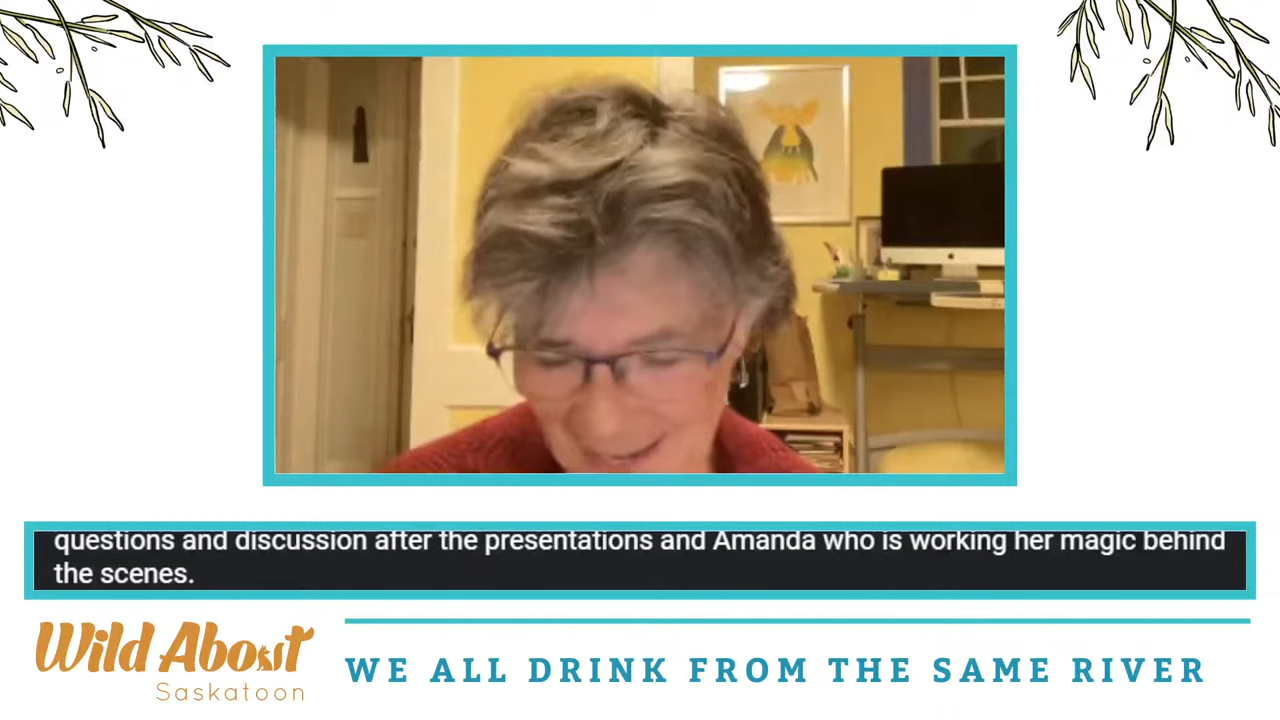 questions and discussion after the presentations and Amanda who is working her magic behind
the scenes.
Wild About
Saskatoon
WE ALL DRINK FROM THE SAME RIVER